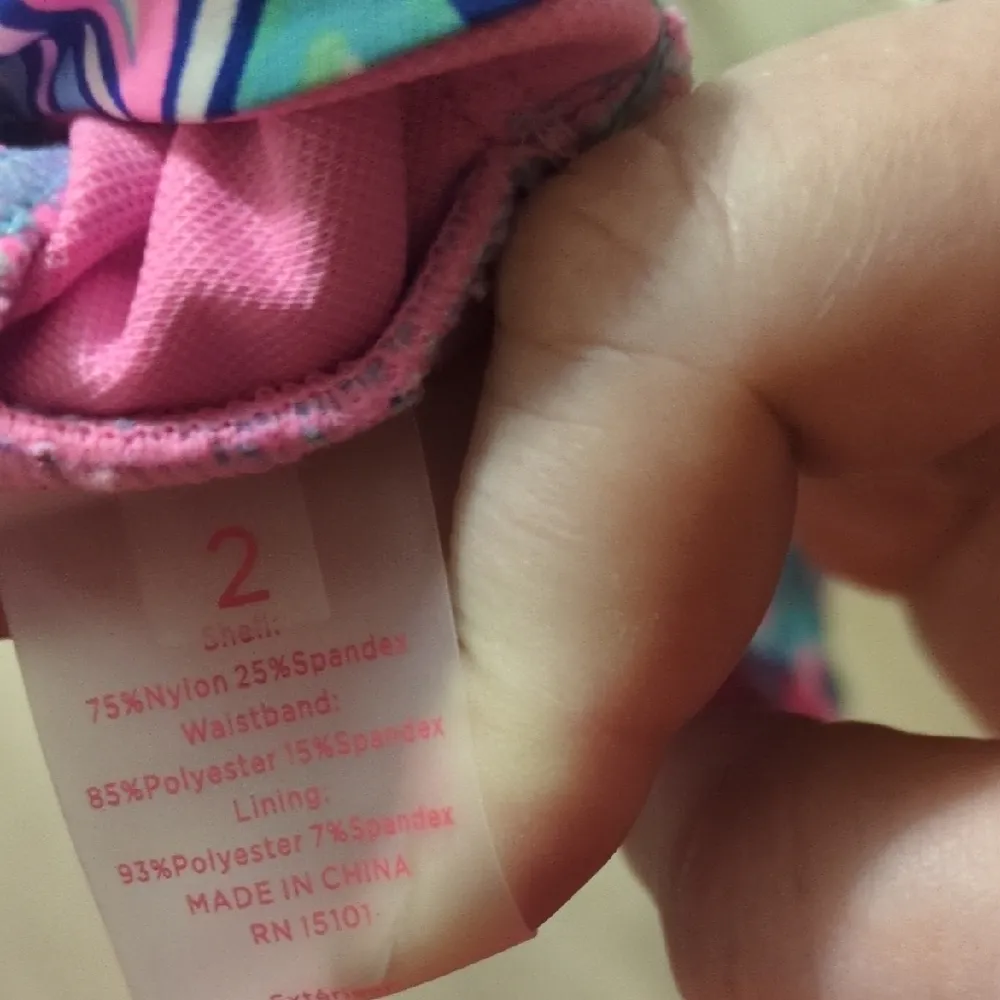 2
Shell:
75%Nylon 25%Spandex
Waistband:
85%Polyester 15%Spandex
Lining:
93%Polyester 7%Spandex
MADE IN CHINA
RN 15101